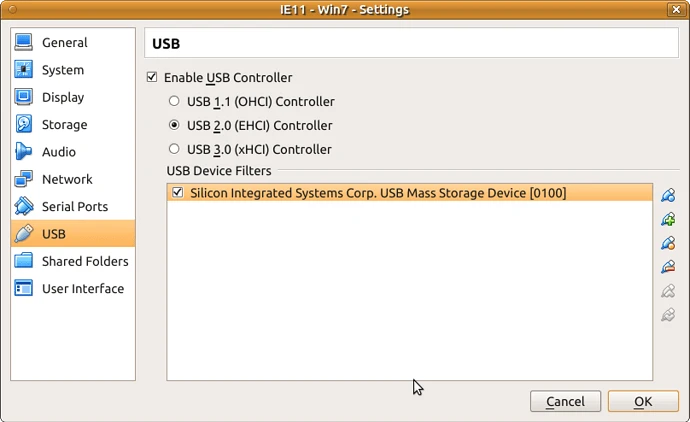 IE11 - Win7 - Settings
General
System
Display
Storage
Audio
Network
Serial Ports
USB
Shared Folders
User Interface
USB
Enable USB Controller
USB 1.1 (OHCI) Controller
USB 2.0 (EHCI) Controller
USB 3.0 (xHCI) Controller
USB Device Filters
Silicon Integrated Systems Corp. USB Mass Storage Device [0100]
Cancel
OK